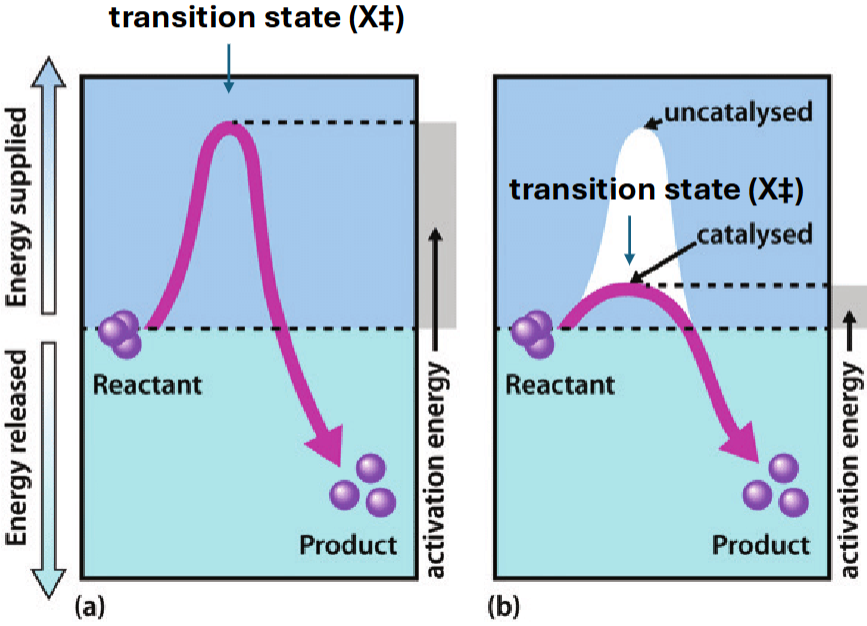 transition state (X‡)
Energy supplied
Energy released
Reactant
Product
activation energy
(a)
uncatalysed
transition state (X‡)
catalysed
Reactant
Product
activation energy
(b)